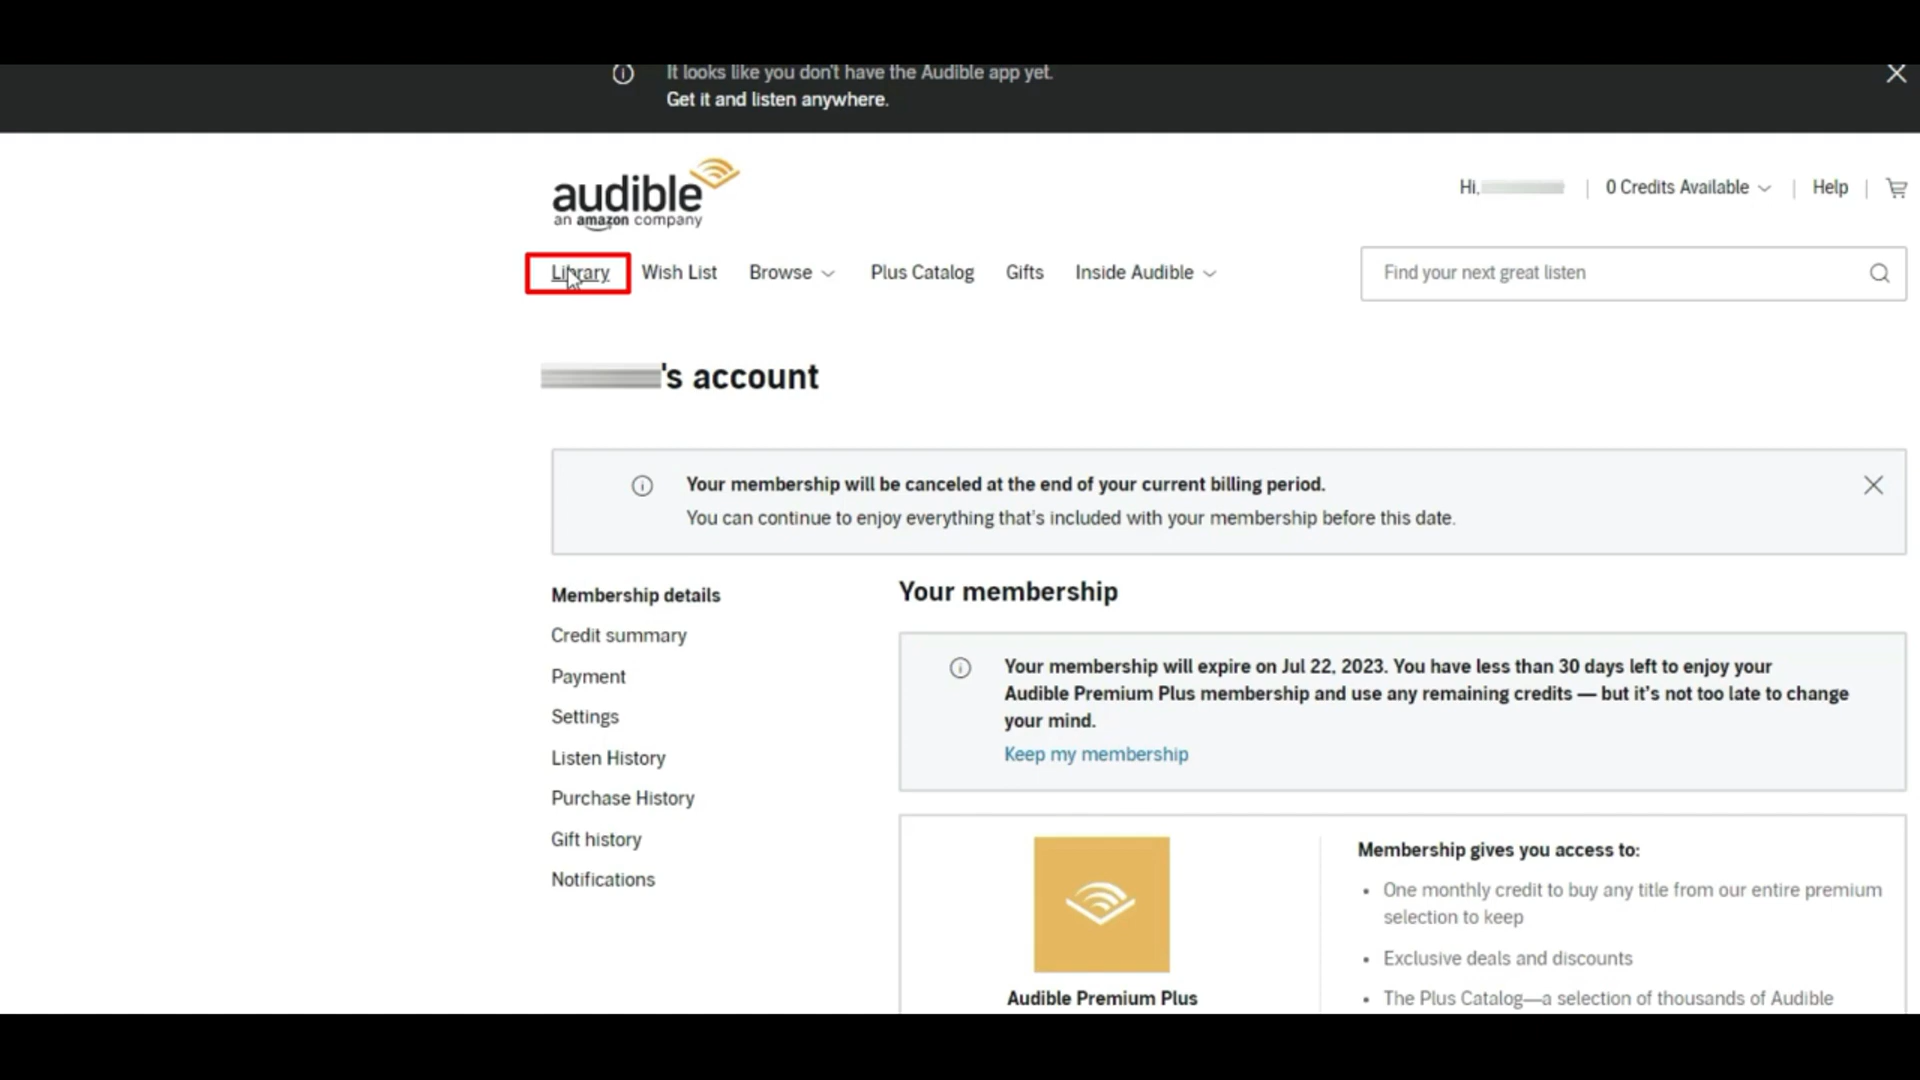 It looks like you don't have the Audible app yet.
Get it and listen anywhere.
audible
an amazon company
Hi,
0 Credits Available
Help
Library
Wish List
Browse
Plus Catalog
Gifts
Inside Audible
Find your next great listen
's account
Your membership will be canceled at the end of your current billing period.
You can continue to enjoy everything that's included with your membership before this date.
Membership details
Credit summary
Payment
Settings
Listen History
Purchase History
Gift history
Notifications
Your membership
Your membership will expire on Jul 22, 2023. You have less than 30 days left to enjoy your
Audible Premium Plus membership and use any remaining credits — but it's not too late to change
your mind.
Keep my membership
Audible Premium Plus
Membership gives you access to:
• One monthly credit to buy any title from our entire premium
selection to keep
• Exclusive deals and discounts
• The Plus Catalog—a selection of thousands of Audible